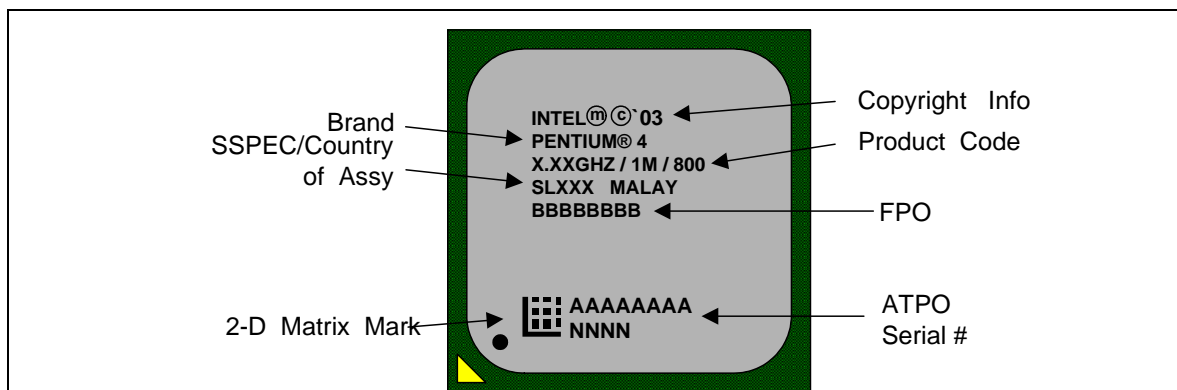 INTELⓜⓒ`03
PENTIUM® 4
X.XXGHZ / 1M / 800
SLXXX MALAY
BBBBBBBB
AAAAAAAA
NNNN
Brand
SSPEC/Country
of Assy
2-D Matrix Mark
Copyright Info
Product Code
FPO
ATPO
Serial #